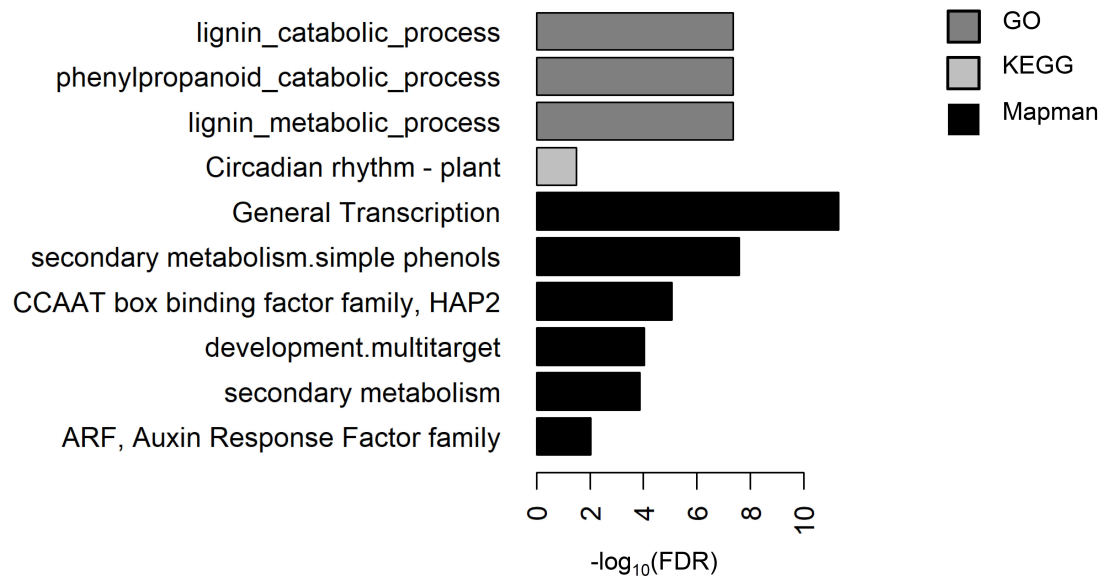 lignin_catabolic_process
phenylpropanoid_catabolic_process
lignin_metabolic_process
Circadian rhythm - plant
General Transcription
secondary metabolism.simple phenols
CCAAT box binding factor family, HAP2
development.multitarget
secondary metabolism
ARF, Auxin Response Factor family
0 2 4 6 8 10
-log₁₀(FDR)
GO
KEGG
Mapman